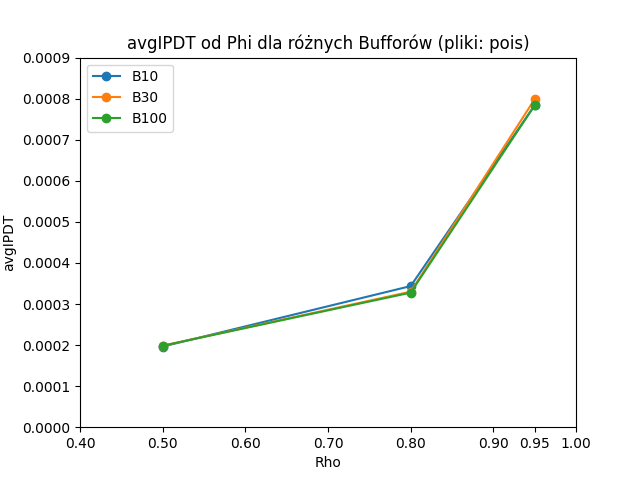 avgIPDT od Phi dla różnych Bufforów (pliki: pois)
B10
B30
B100
0.0009
0.0008
0.0007
0.0006
0.0005
0.0004
0.0003
0.0002
0.0001
0.0000
avgIPDT
0.40 0.50 0.60 0.70 0.80 0.90 0.95 1.00
Rho